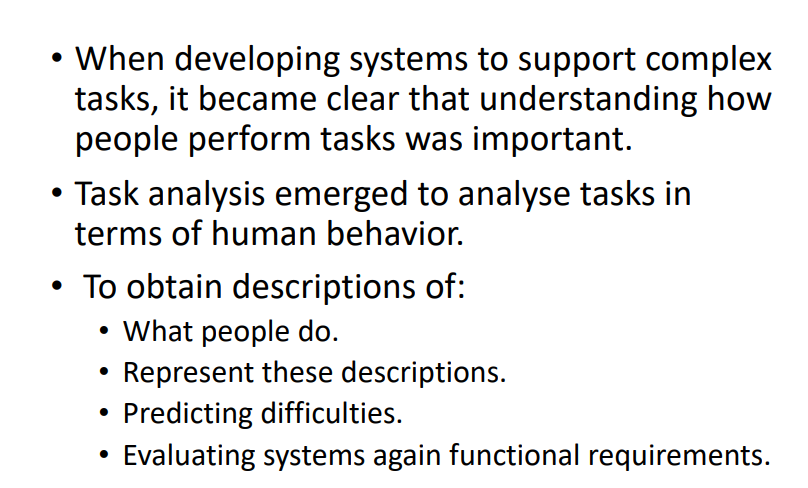 • When developing systems to support complex
tasks, it became clear that understanding how
people perform tasks was important.
• Task analysis emerged to analyse tasks in
terms of human behavior.
• To obtain descriptions of:
• What people do.
• Represent these descriptions.
• Predicting difficulties.
• Evaluating systems again functional requirements.